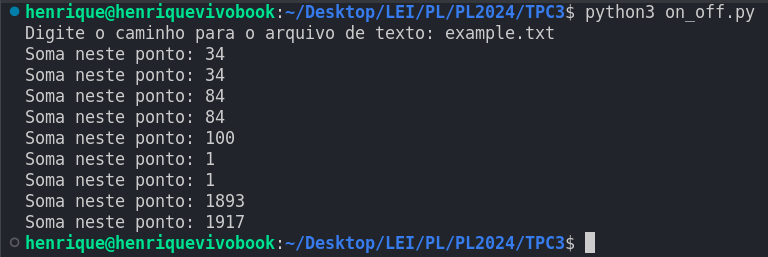 henrique@henriquevivobook:~/Desktop/LEI/PL/PL2024/TPC3$ python3 on_off.py
Digite o caminho para o arquivo de texto: example.txt
Soma neste ponto: 34
Soma neste ponto: 34
Soma neste ponto: 84
Soma neste ponto: 84
Soma neste ponto: 100
Soma neste ponto: 1
Soma neste ponto: 1
Soma neste ponto: 1893
Soma neste ponto: 1917
henrique@henriquevivobook:~/Desktop/LEI/PL/PL2024/TPC3$